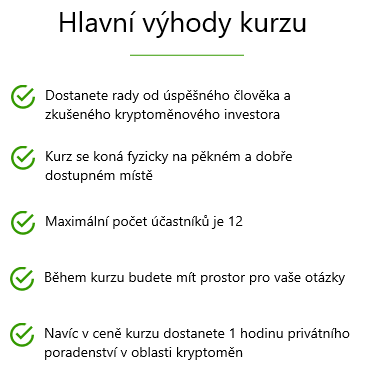 Hlavní výhody kurzu
Dostanete rady od úspěšného člověka a
zkušeného kryptoměnového investora
Kurz se koná fyzicky na pěkném a dobře
dostupném místě
Maximální počet účastníků je 12
Během kurzu budete mít prostor pro vaše otázky
Navíc v ceně kurzu dostanete 1 hodinu privátního
poradenství v oblasti kryptoměn